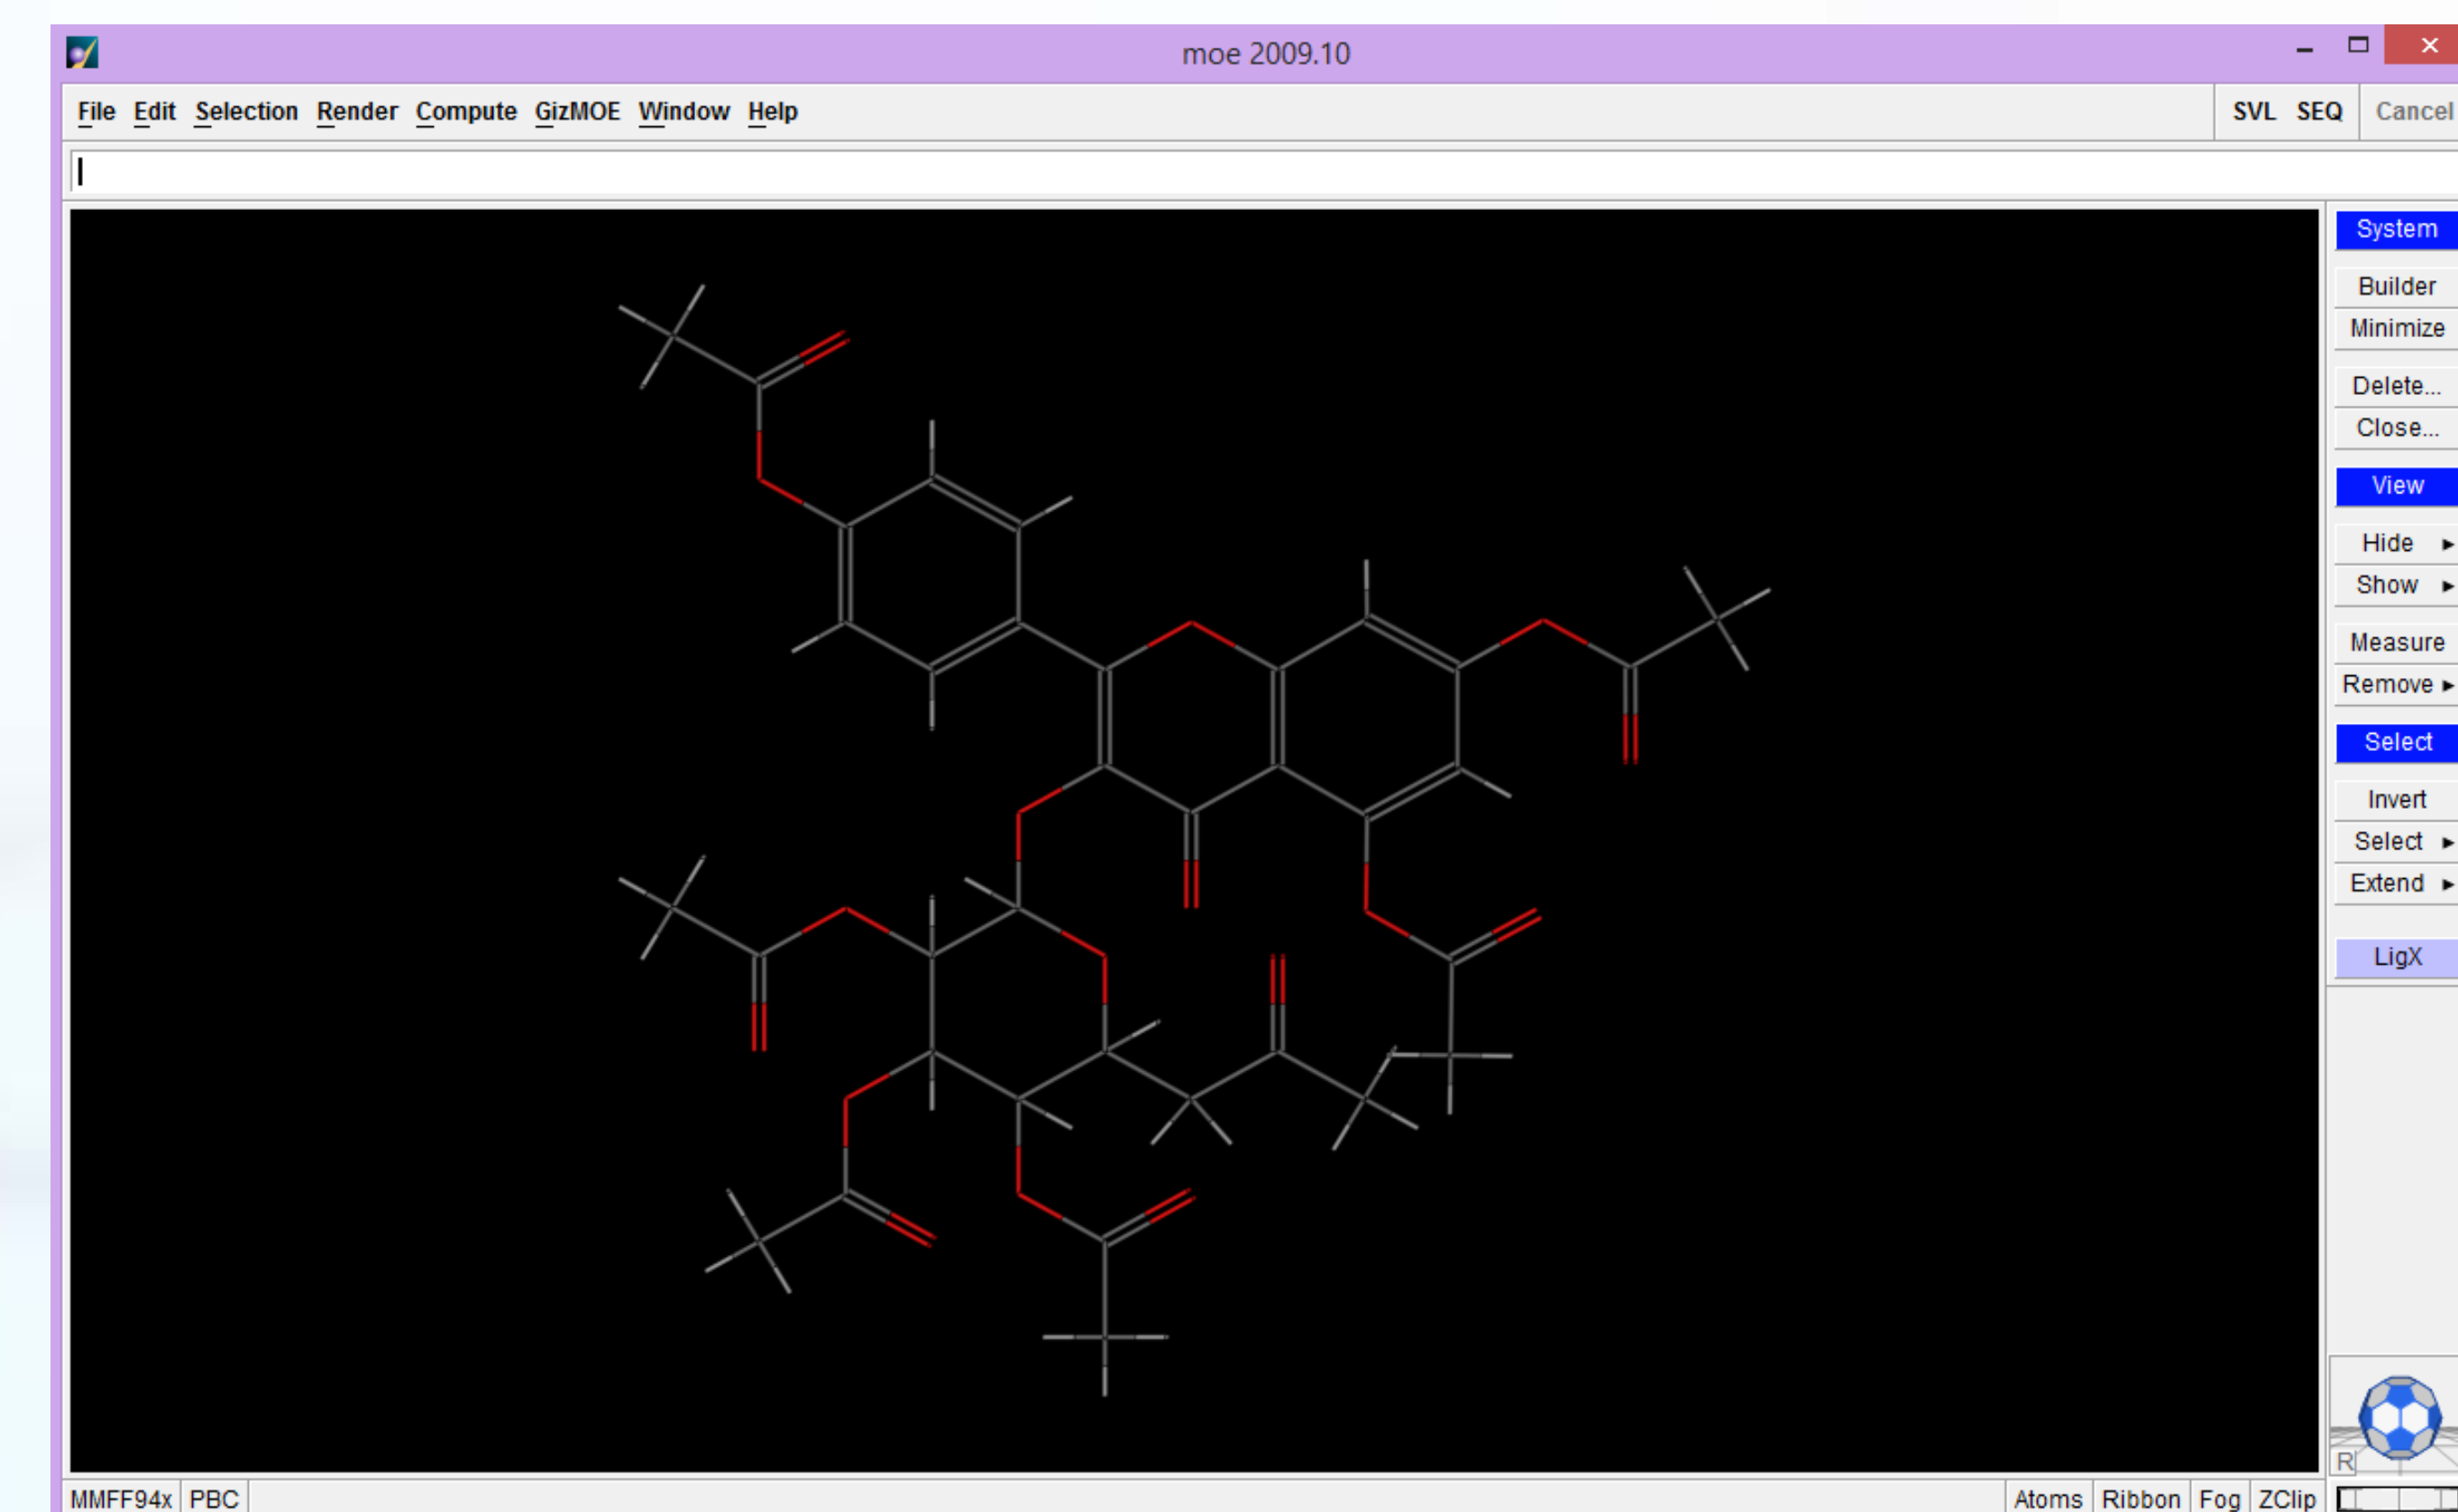 moe 2009.10
File Edit Selection Render Compute GizMOE Window Help
SVL SEQ Cancel
System
Builder
Minimize
Delete...
Close...
View
Hide
Show
Measure
Remove
Select
Invert
Select
Extend
LigX
R
MMFF94x PBC
Atoms Ribbon Fog ZClip